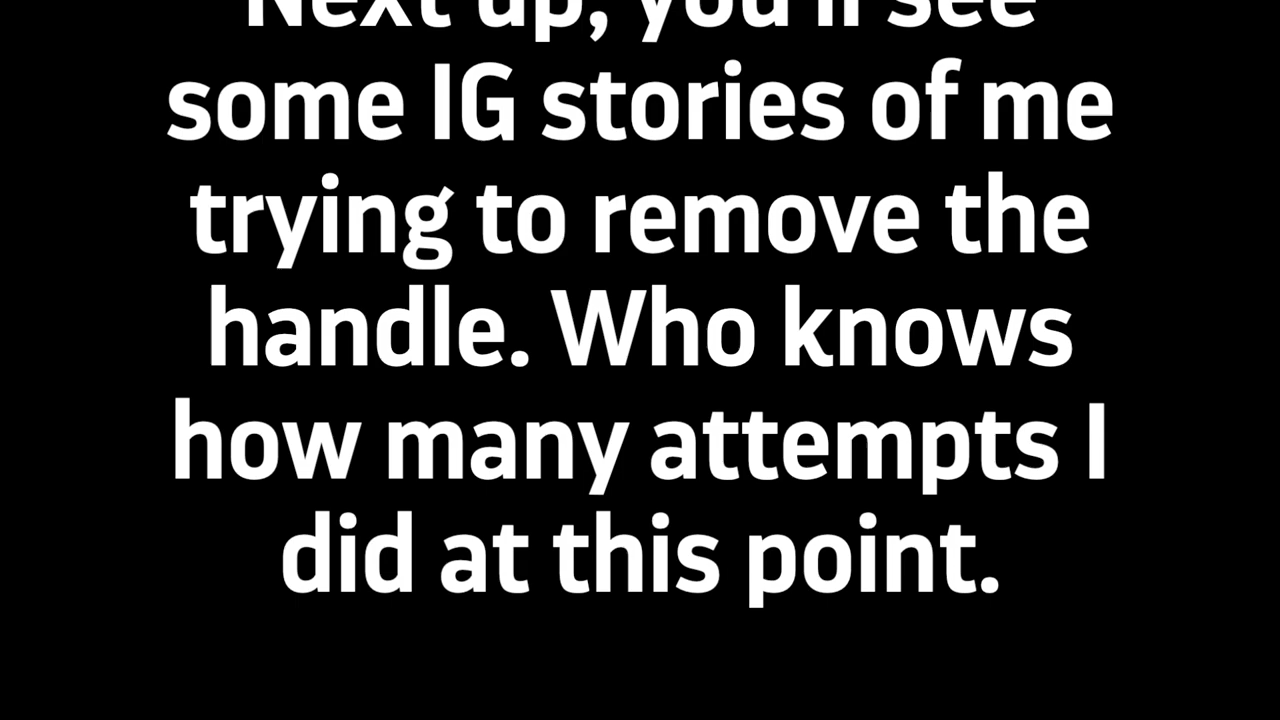 Next up, you'll see
some IG stories of me
trying to remove the
handle. Who knows
how many attempts I
did at this point.